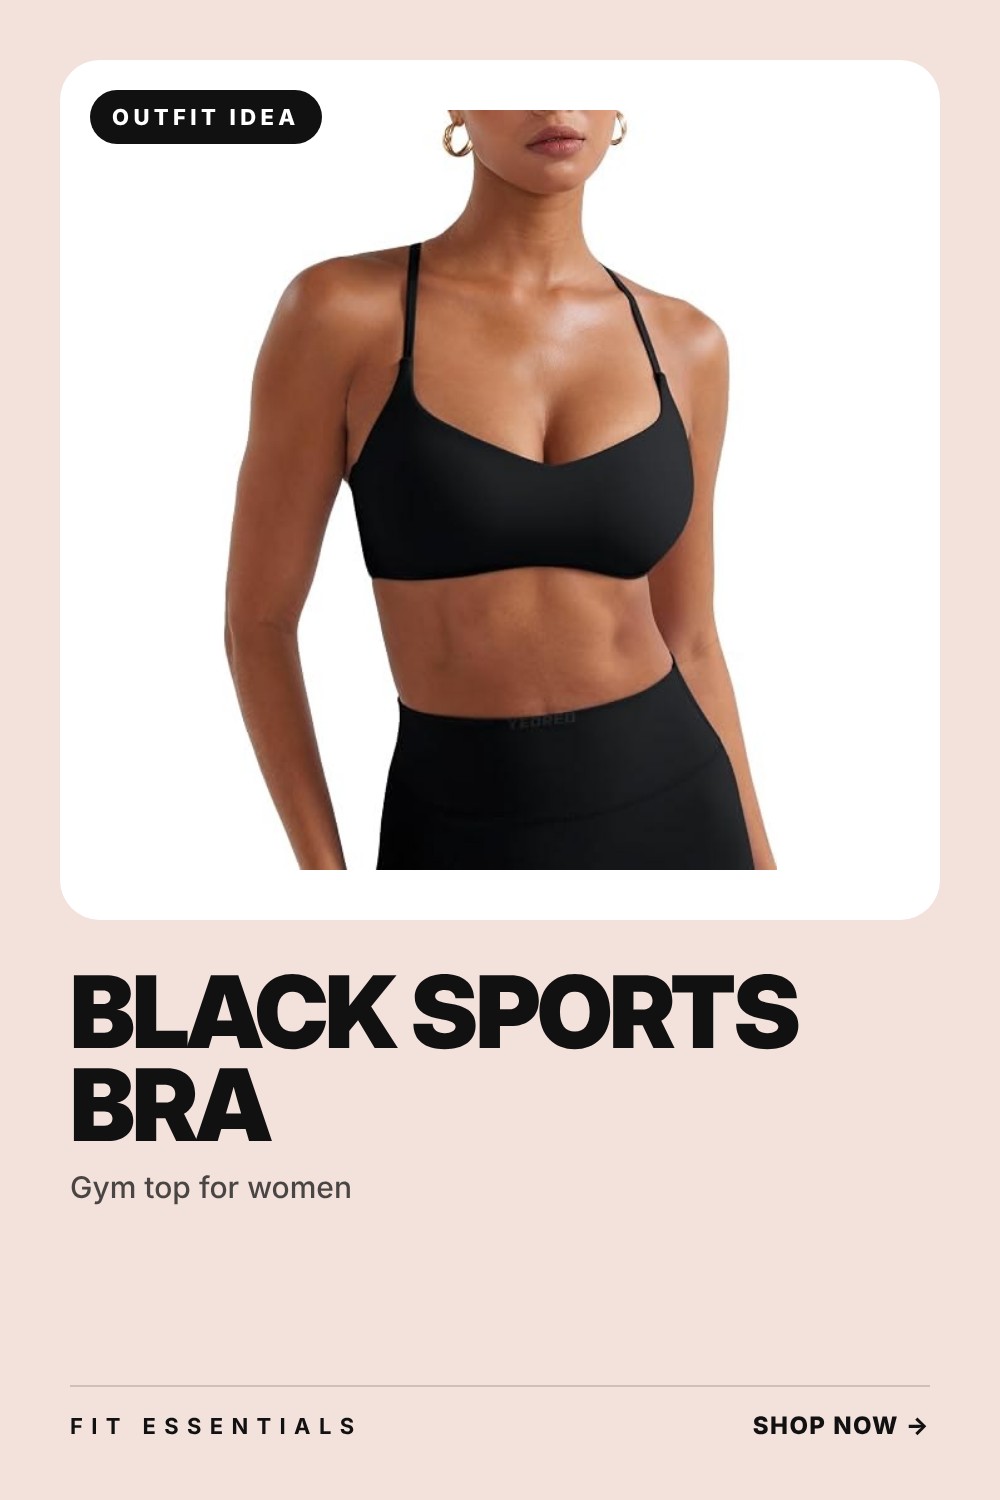 OUTFIT IDEA
BLACK SPORTS
BRA
Gym top for women
FIT ESSENTIALS
SHOP NOW →